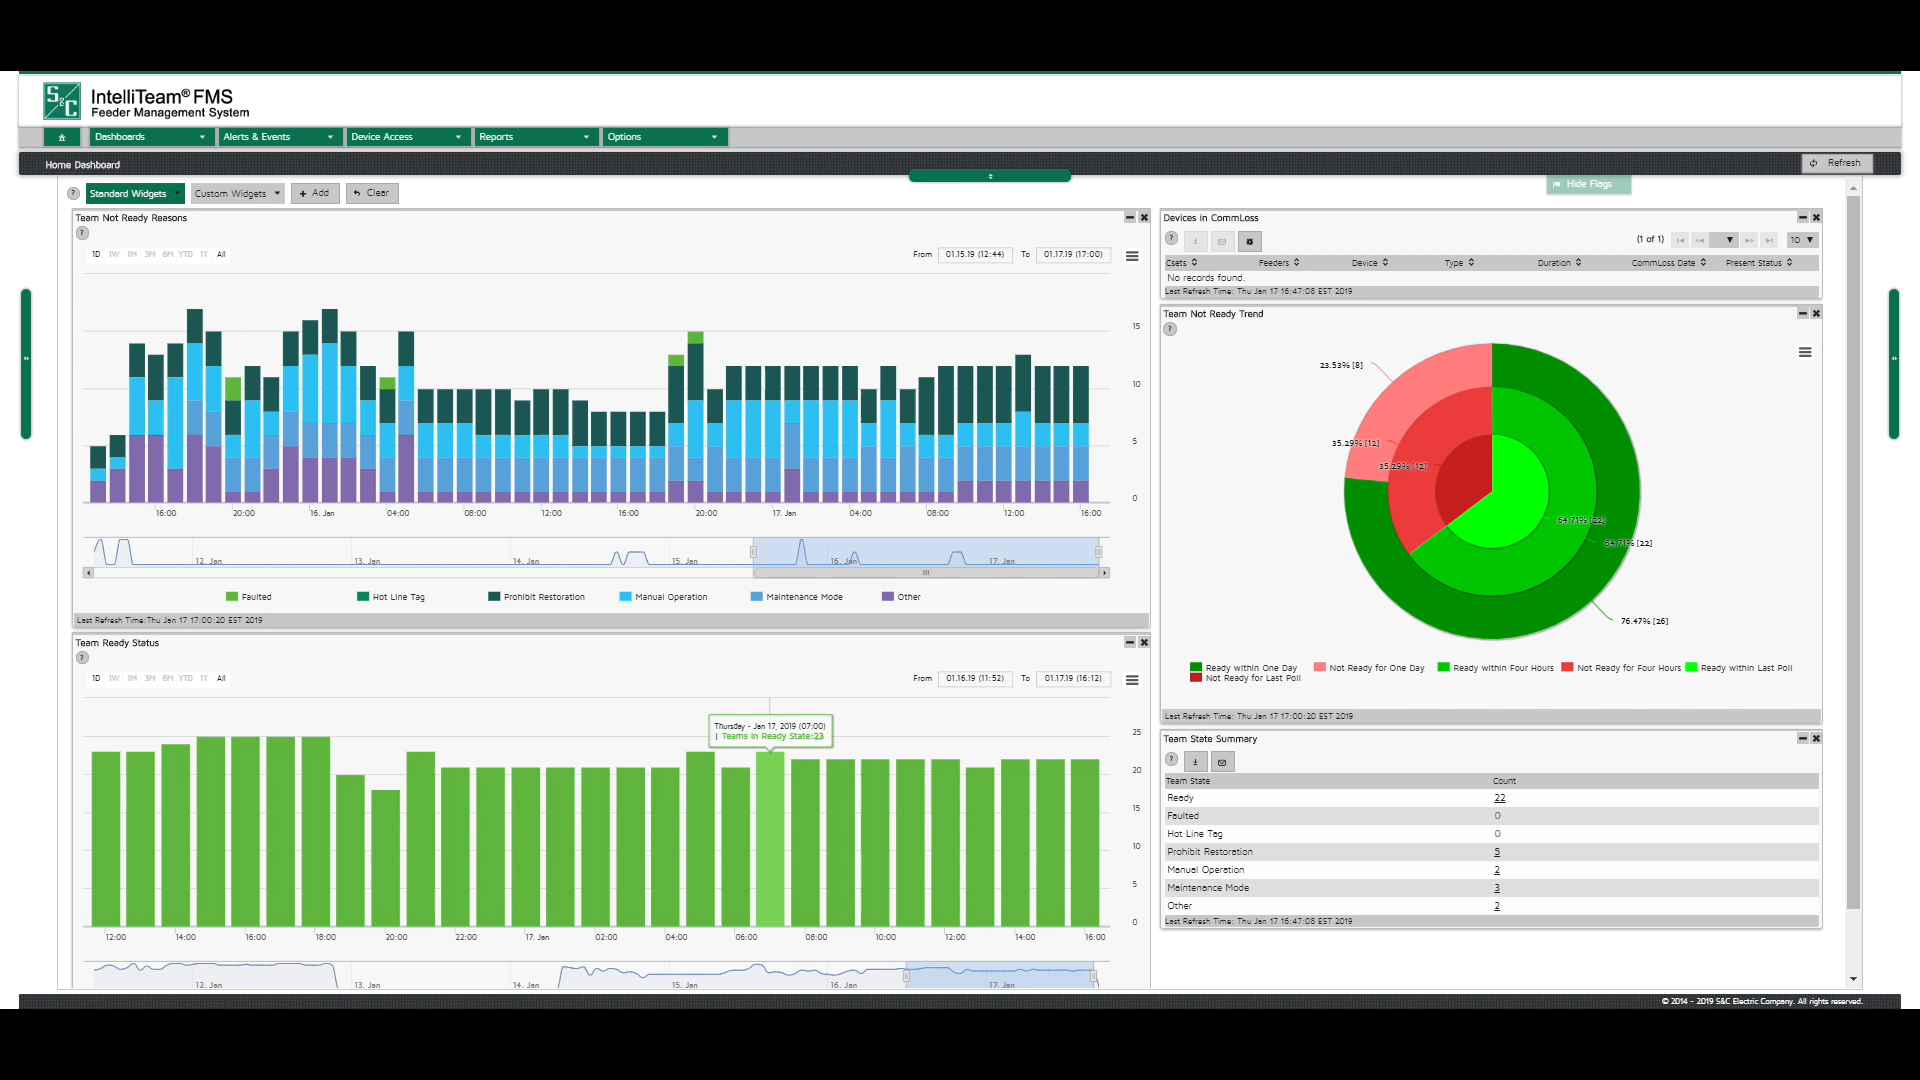 S&C
IntelliTeam® FMS
Feeder Management System
Dashboards
Alerts & Events
Device Access
Reports
Options
Home Dashboard
Refresh
Hide Flags
? Standard Widgets
Custom Widgets
+ Add
Clear
Team Not Ready Reasons
?
1D 1W 1M 3M 6M YTD 1Y All
From 01.15.19 (12:44) To 01.17.19 (17:00)
15
10
5
0
16:00 20:00 16. Jan 04:00 08:00 12:00 16:00 20:00 17. Jan 04:00 08:00 12:00 16:00
12. Jan 13. Jan 14. Jan 15. Jan 16. Jan 17. Jan
Faulted Hot Line Tag Prohibit Restoration Manual Operation Maintenance Mode Other
Last Refresh Time:Thu Jan 17 17:00:20 EST 2019
Team Ready Status
?
1D 1W 1M 3M 6M YTD 1Y All
From 01.16.19 (11:52) To 01.17.19 (16:12)
Thursday - Jan 17, 2019 (07:00)
| Teams In Ready State:23
25
20
15
10
5
0
12:00 14:00 16:00 18:00 20:00 22:00 17. Jan 02:00 04:00 06:00 08:00 10:00 12:00 14:00 16:00
12. Jan 13. Jan 14. Jan 15. Jan 16. Jan 17. Jan
Devices in CommLoss
?
(1 of 1)
10
Csets Feeders Device Type Duration CommLoss Date Present Status
No records found.
Last Refresh Time: Thu Jan 17 16:47:08 EST 2019
Team Not Ready Trend
?
23.53% [8]
35.29% [12]
35.29% [12]
64.71% [22]
64.71% [22]
76.47% [26]
Ready within One Day Not Ready for One Day Ready within Four Hours Not Ready for Four Hours Ready within Last Poll
Not Ready for Last Poll
Last Refresh Time: Thu Jan 17 17:00:20 EST 2019
Team State Summary
?
Team State Count
Ready 22
Faulted 0
Hot Line Tag 0
Prohibit Restoration 5
Manual Operation 2
Maintenance Mode 3
Other 2
Last Refresh Time: Thu Jan 17 16:47:08 EST 2019
© 2014 - 2019 S&C Electric Company. All rights reserved.